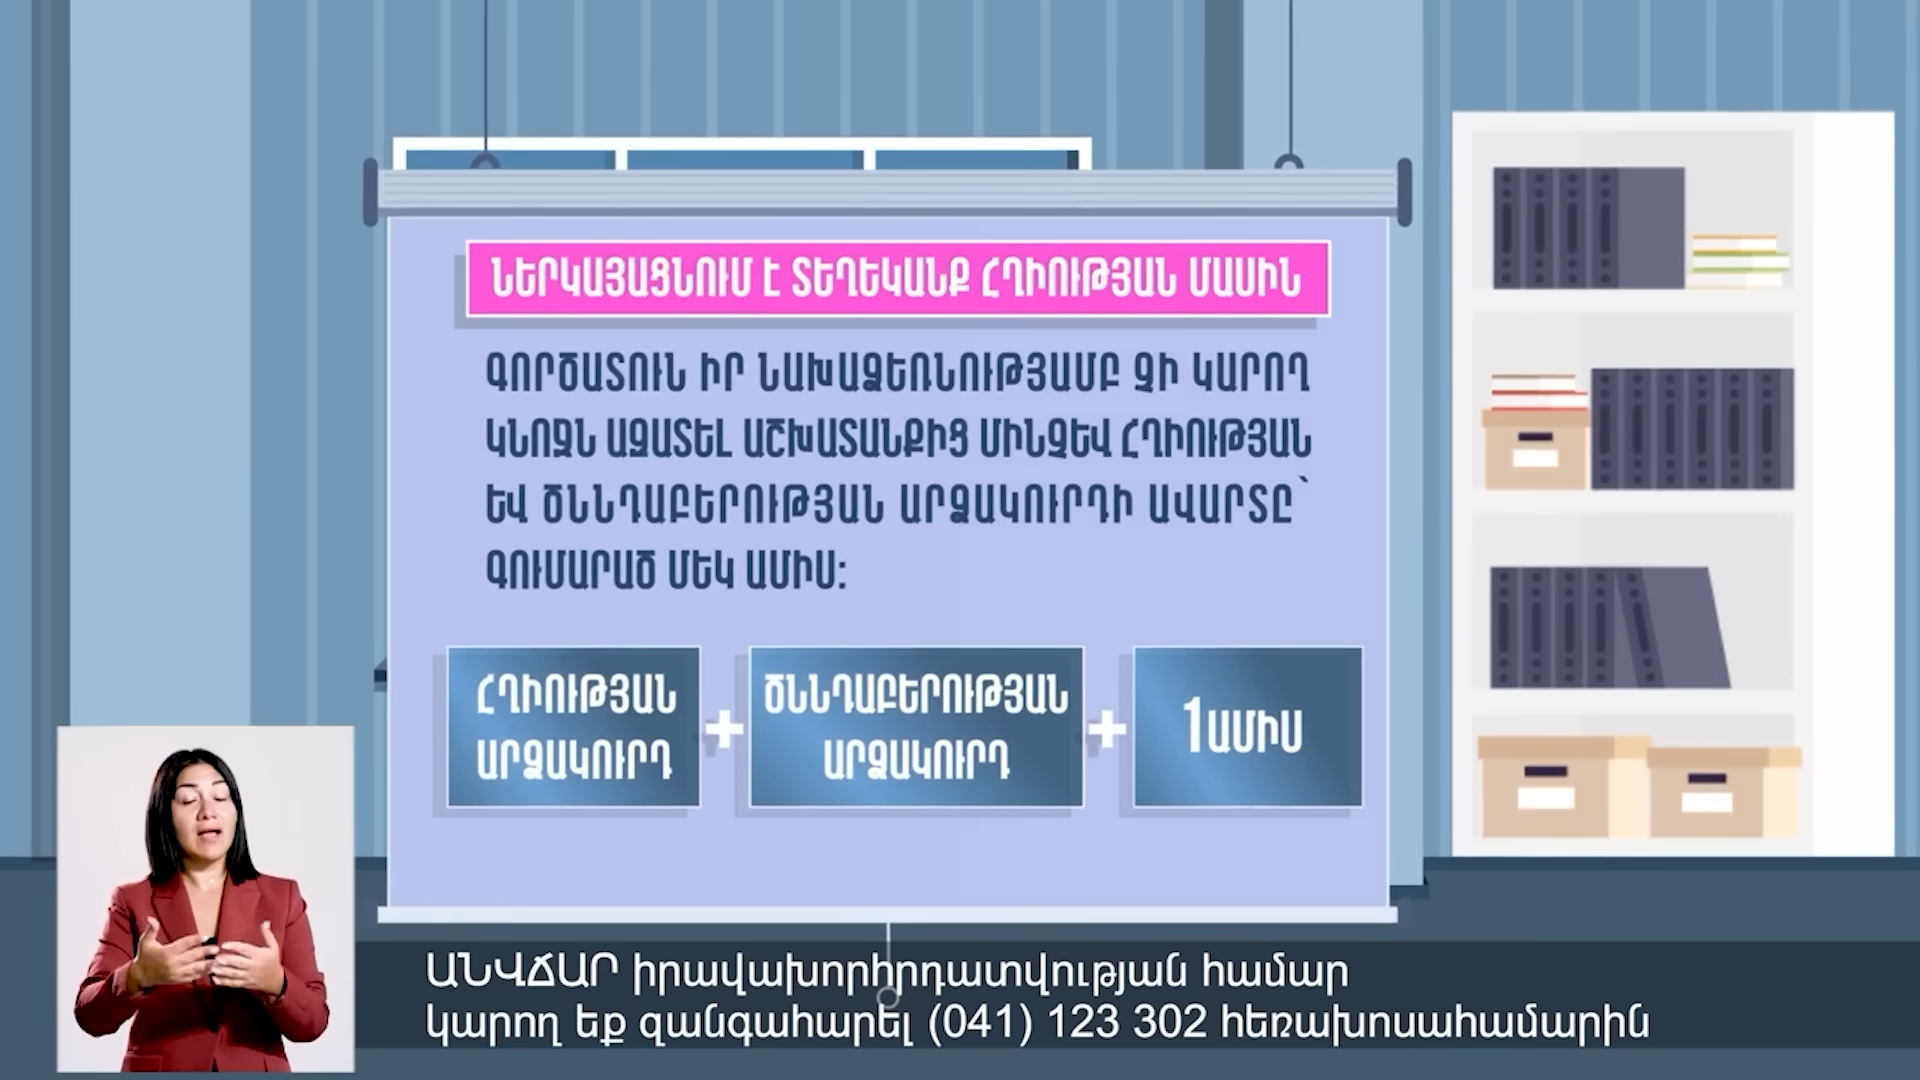 ՆԵՐԿԱՅԱՑՆՈՒՄ Է ՏԵՂԵԿԱՆՔ ՀՂԻՈՒԹՅԱՆ ՄԱՍԻՆ
ԳՈՐԾԱՏՈՒՆ ԻՐ ՆԱԽԱՁԵՌՆՈՒԹՅԱՄԲ ՉԻ ԿԱՐՈՂ
ԿՆՈՋՆ ԱԶԱՏԵԼ ԱՇԽԱՏԱՆՔԻՑ ՄԻՆՉԵՎ ՀՂԻՈՒԹՅԱՆ
ԵՎ ԾՆՆԴԱԲԵՐՈՒԹՅԱՆ ԱՐՁԱԿՈՒՐԴԻ ԱՎԱՐՏԸ՝
ԳՈՒՄԱՐԱԾ ՄԵԿ ԱՄԻՍ:
ՀՂԻՈՒԹՅԱՆ
ԱՐՁԱԿՈՒՐԴ
+
ԾՆՆԴԱԲԵՐՈՒԹՅԱՆ
ԱՐՁԱԿՈՒՐԴ
+
1ԱՄԻՍ
ԱՆՎՃԱՐ իրավախորհրդատվության համար
կարող եք զանգահարել (041) 123 302 հեռախոսահամարին